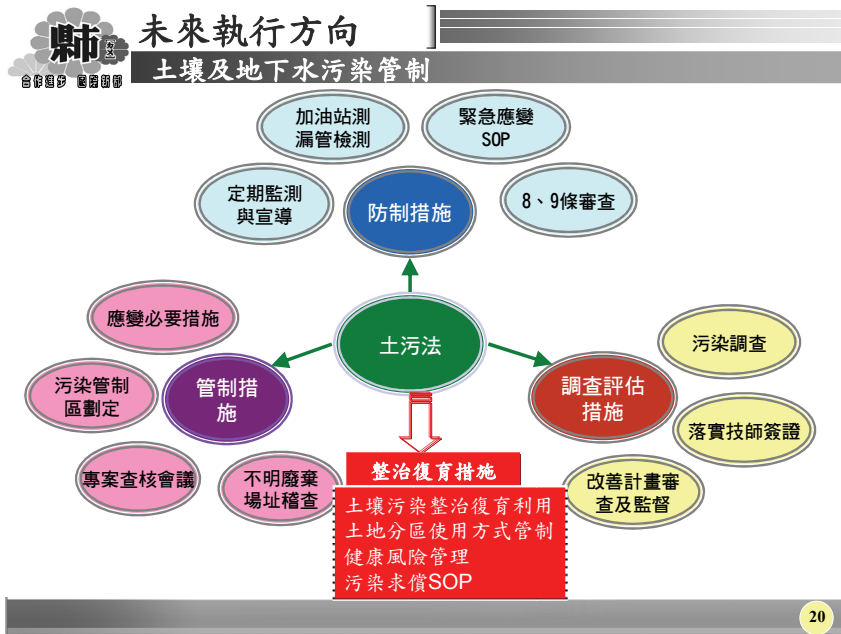 未來執行方向
土壤及地下水污染管制
縣市
合作進步
加油站測
漏管檢測
緊急應變
SOP
定期監測
與宣導
防制措施
8、9條審查
應變必要措施
土污法
污染調查
污染管制
區劃定
管制措
施
調查評估
措施
落實技師簽證
專案查核會議
不明廢棄
場址稽查
整治復育措施
改善計畫審
查及監督
土壤污染整治復育利用
土地分區使用方式管制
健康風險管理
污染求償SOP
20